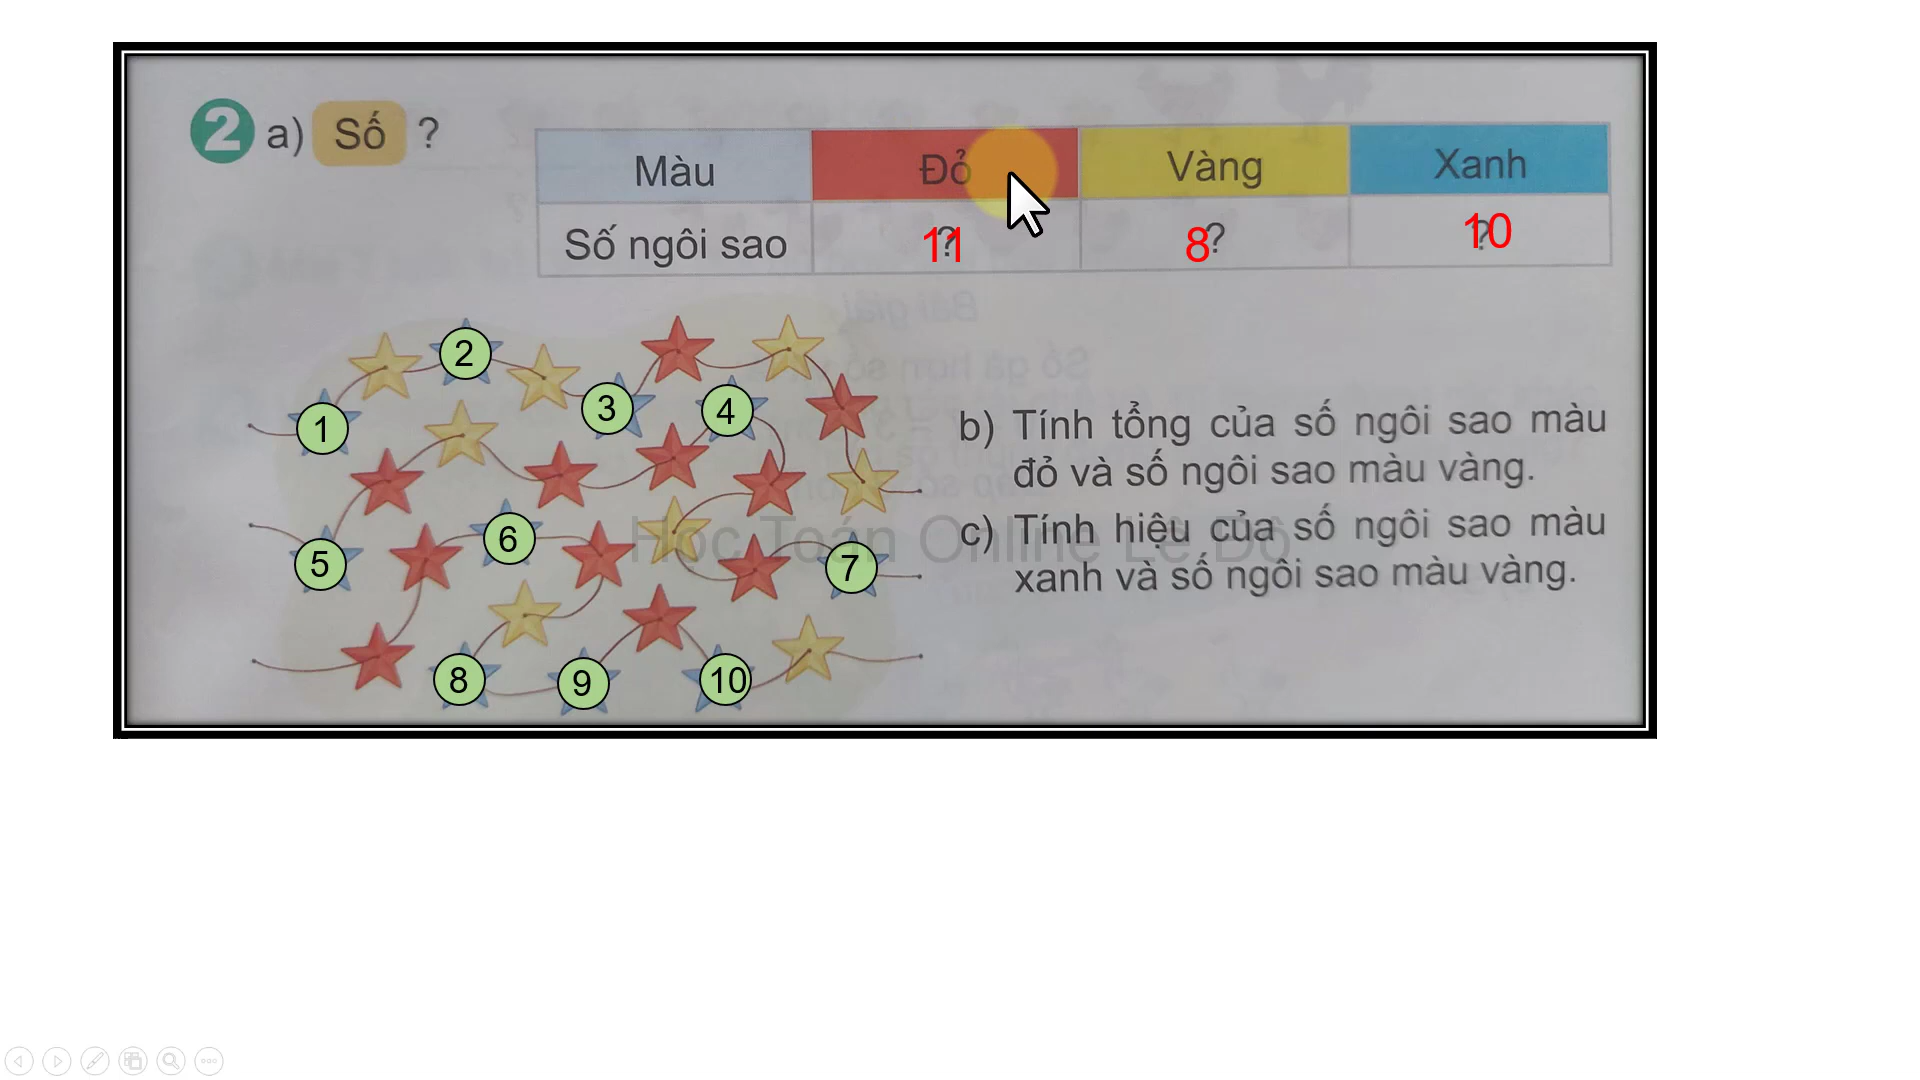 2 a) Số ?
Màu Đỏ Vàng Xanh
Số ngôi sao 11 8 ? 10
1 2 3 4
5 6 7
8 9 10
b) Tính tổng của số ngôi sao màu
đỏ và số ngôi sao màu vàng.
c) Tính hiệu của số ngôi sao màu
xanh và số ngôi sao màu vàng.
Học Toán Online Lê Đô